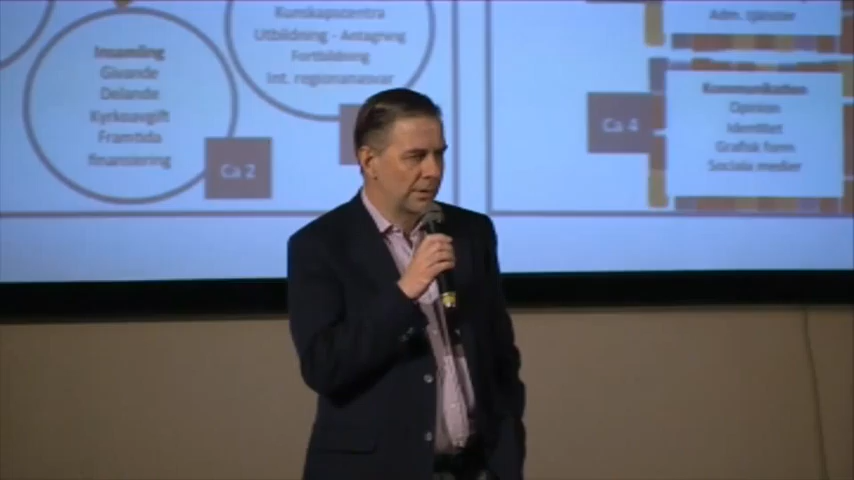 Insamling
Givande
Delande
Kyrkoavgift
Framtida
finansiering
Ca 2
Kunskapscentra
Utbildning - Antagning
Fortbildning
Int. regionansvar
Adm. tjänster
Ca 4
Kommunikation
Opinion
Identitet
Grafisk form
Sociala medier